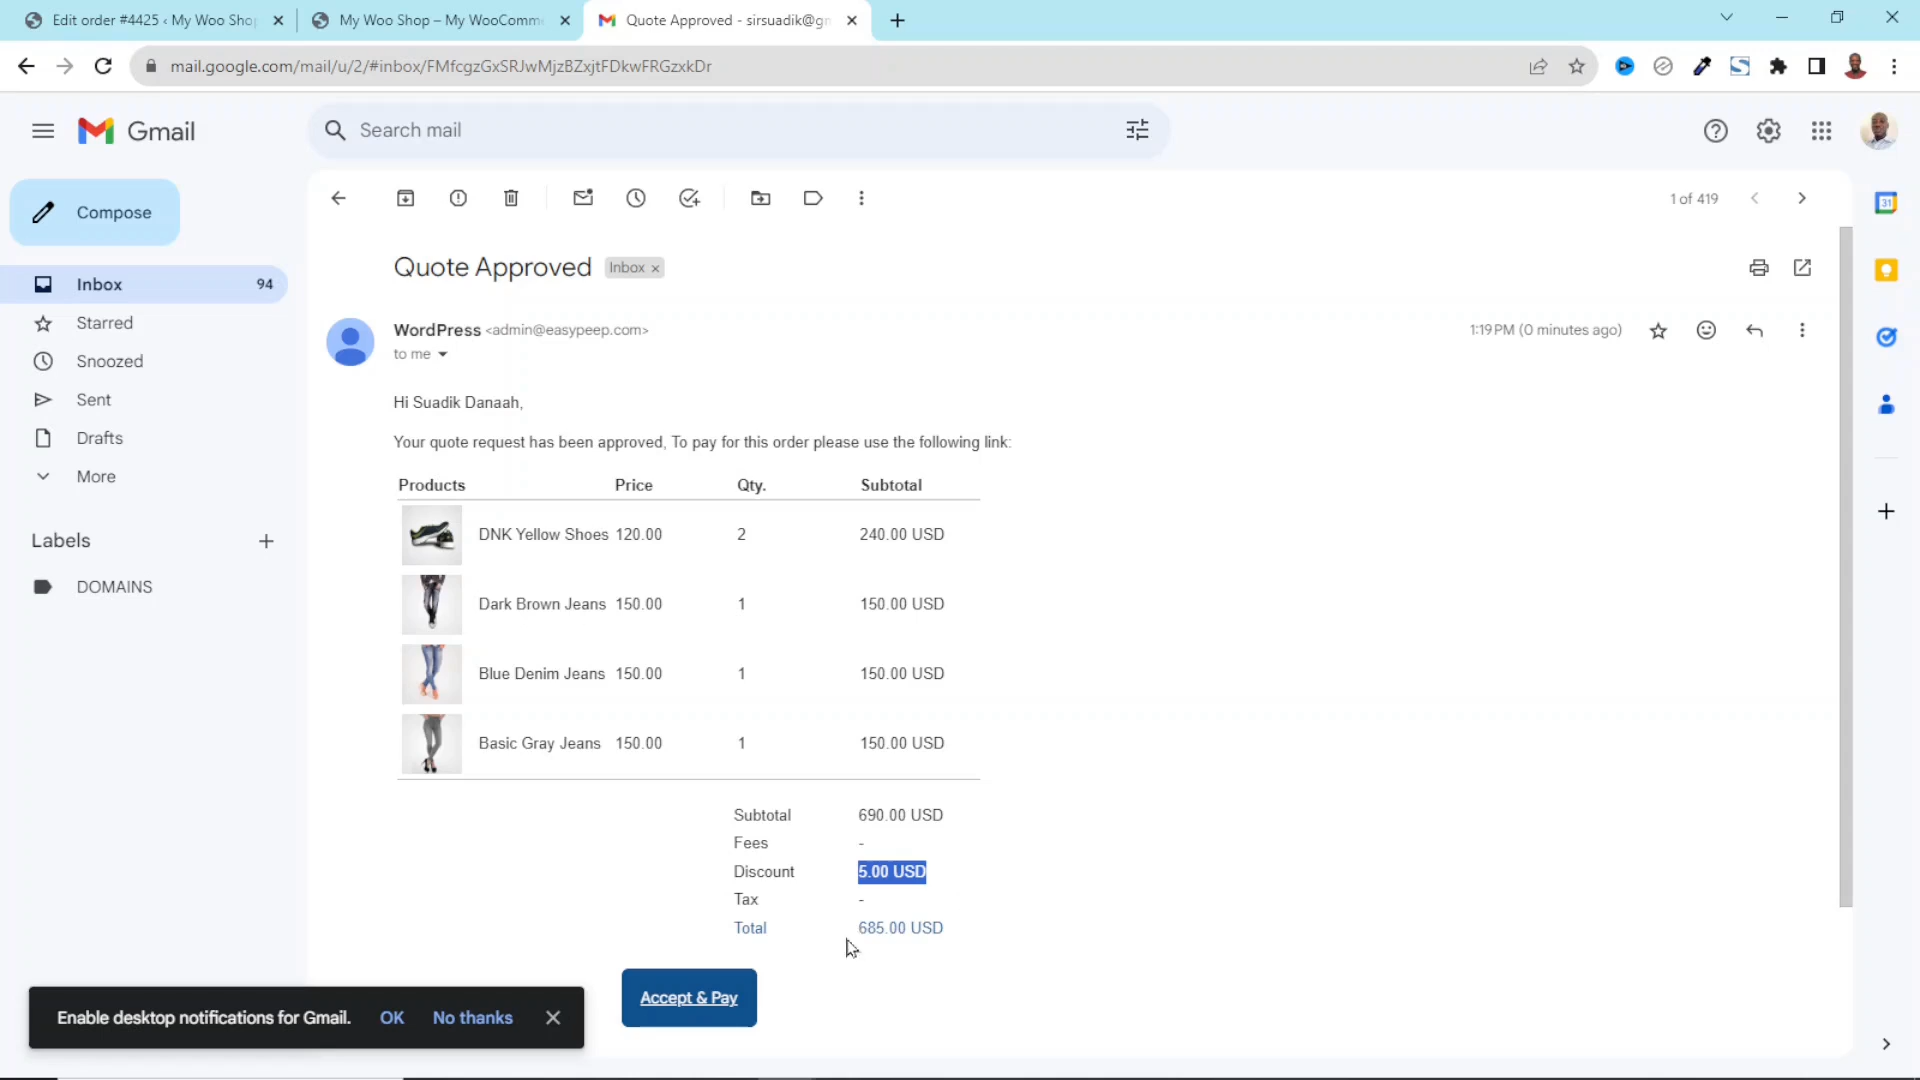 Edit order #4425 ‹ My Woo Shop
My Woo Shop – My WooComme
Quote Approved - sirsuadik@gm
mail.google.com/mail/u/2/#inbox/FMfcgzGxSRJwMjzBZxjtFDkwFRGzxkDr
Gmail
Search mail
Compose
1 of 419
31
Quote Approved Inbox ×
Inbox 94
Starred
Snoozed
Sent
Drafts
More
Labels
DOMAINS
WordPress <admin@easypeep.com>
1:19 PM (0 minutes ago)
to me
Hi Suadik Danaah,
Your quote request has been approved, To pay for this order please use the following link:
Products Price Qty. Subtotal
DNK Yellow Shoes 120.00 2 240.00 USD
Dark Brown Jeans 150.00 1 150.00 USD
Blue Denim Jeans 150.00 1 150.00 USD
Basic Gray Jeans 150.00 1 150.00 USD
Subtotal 690.00 USD
Fees -
Discount 5.00 USD
Tax -
Total 685.00 USD
Accept & Pay
Enable desktop notifications for Gmail. OK No thanks